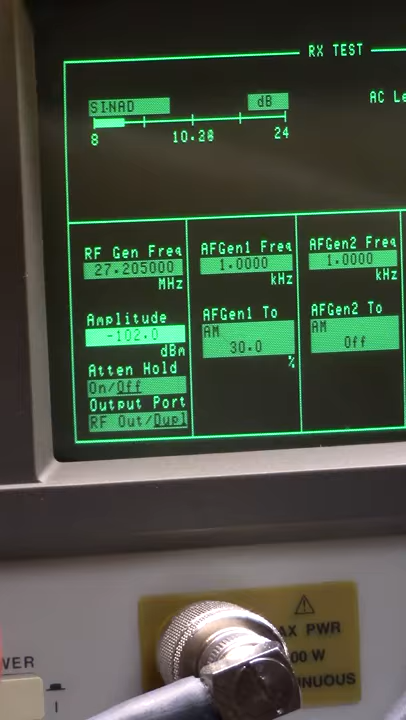 RX TEST
SINAD
dB
AC Le
8
10.28
24
RF Gen Freq
27.205000
MHz
Amplitude
-102.0
dBm
Atten Hold
On/Off
Output Port
RF Out/Dupl
AFGen1 Freq
1.0000
kHz
AFGen1 To
AM
30.0
%
AFGen2 Freq
1.0000
kHz
AFGen2 To
AM
Off
AX PWR
00 W
NUOUS
WER
I